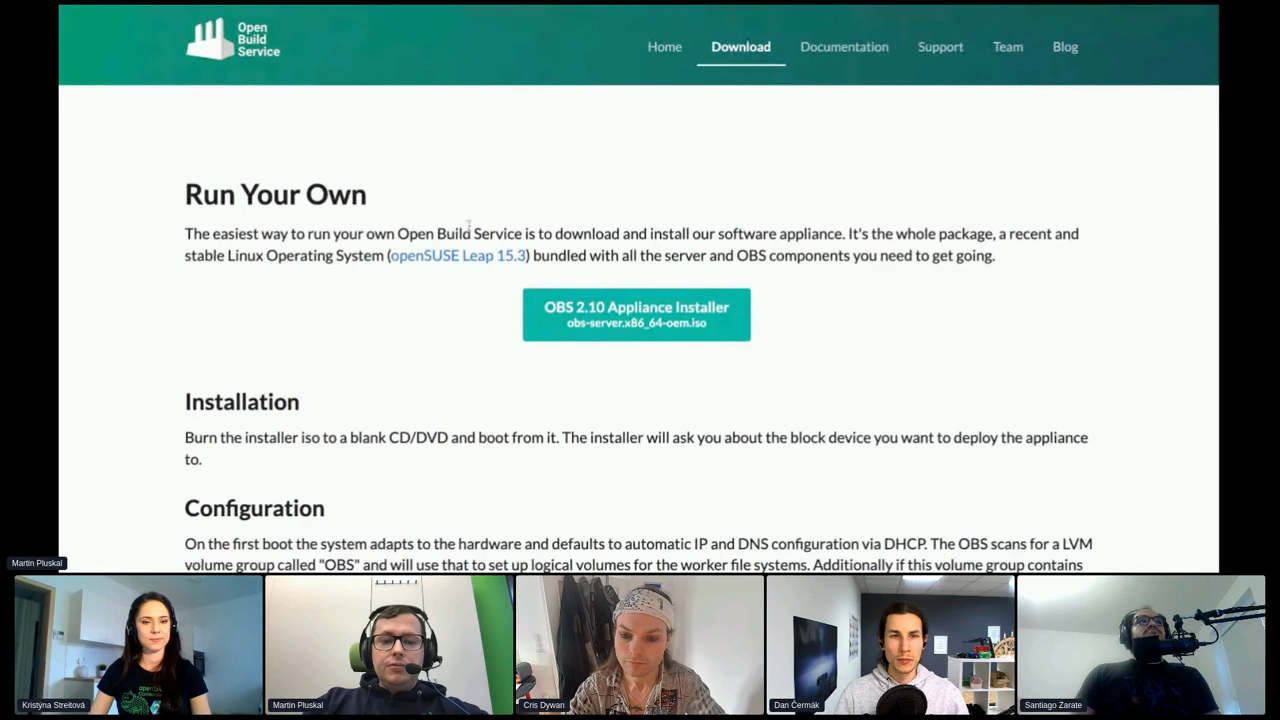 Open
Build
Service
Home Download Documentation Support Team Blog
Run Your Own
The easiest way to run your own Open Build Service is to download and install our software appliance. It's the whole package, a recent and
stable Linux Operating System (openSUSE Leap 15.3) bundled with all the server and OBS components you need to get going.
OBS 2.10 Appliance Installer
obs-server.x86_64-oem.iso
Installation
Burn the installer iso to a blank CD/DVD and boot from it. The installer will ask you about the block device you want to deploy the appliance
to.
Configuration
On the first boot the system adapts to the hardware and defaults to automatic IP and DNS configuration via DHCP. The OBS scans for a LVM
volume group called "OBS" and will use that to set up logical volumes for the worker file systems. Additionally if this volume group contains
Martin Pluskal
Kristýna Streitová
Martin Pluskal
Cris Dywan
Dan Čermák
Santiago Zarate